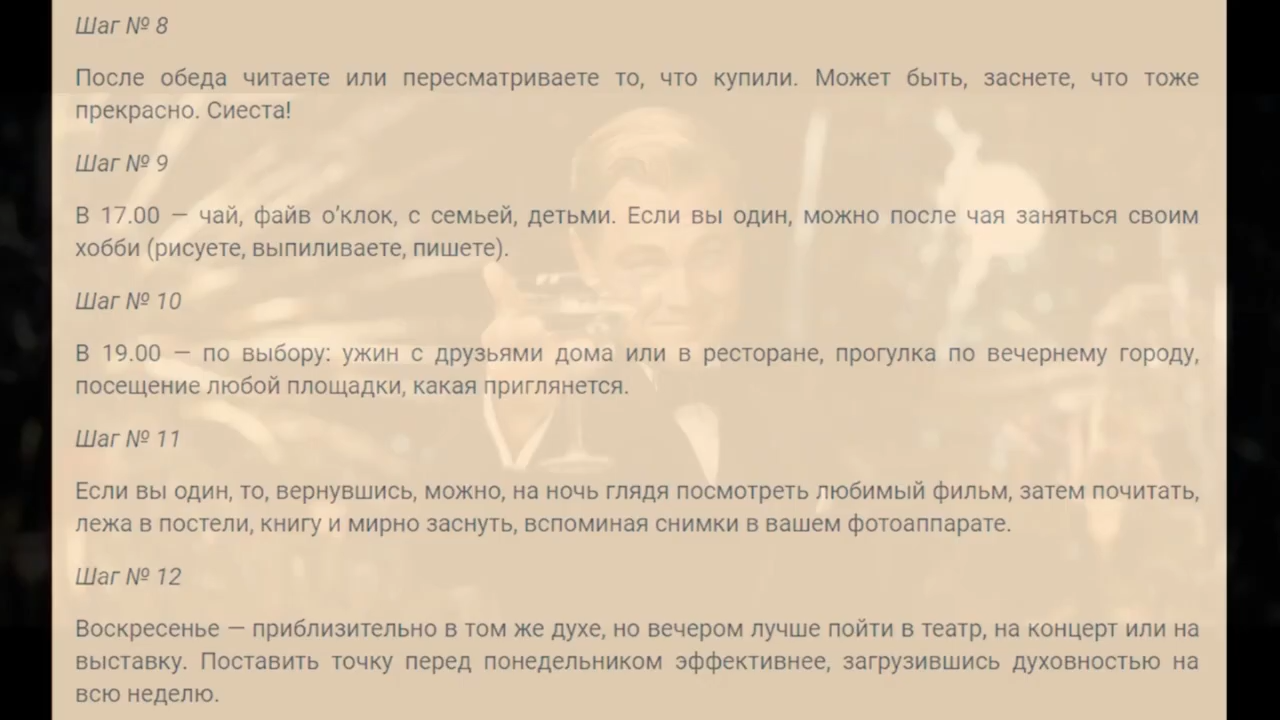 Шаг № 8
После обеда читаете или пересматриваете то, что купили. Может быть, заснете, что тоже
прекрасно. Сиеста!
Шаг № 9
В 17.00 — чай, файв о’клок, с семьей, детьми. Если вы один, можно после чая заняться своим
хобби (рисуете, выпиливаете, пишете).
Шаг № 10
В 19.00 — по выбору: ужин с друзьями дома или в ресторане, прогулка по вечернему городу,
посещение любой площадки, какая приглянется.
Шаг № 11
Если вы один, то, вернувшись, можно, на ночь глядя посмотреть любимый фильм, затем почитать,
лежа в постели, книгу и мирно заснуть, вспоминая снимки в вашем фотоаппарате.
Шаг № 12
Воскресенье — приблизительно в том же духе, но вечером лучше пойти в театр, на концерт или на
выставку. Поставить точку перед понедельником эффективнее, загрузившись духовностью на
всю неделю.